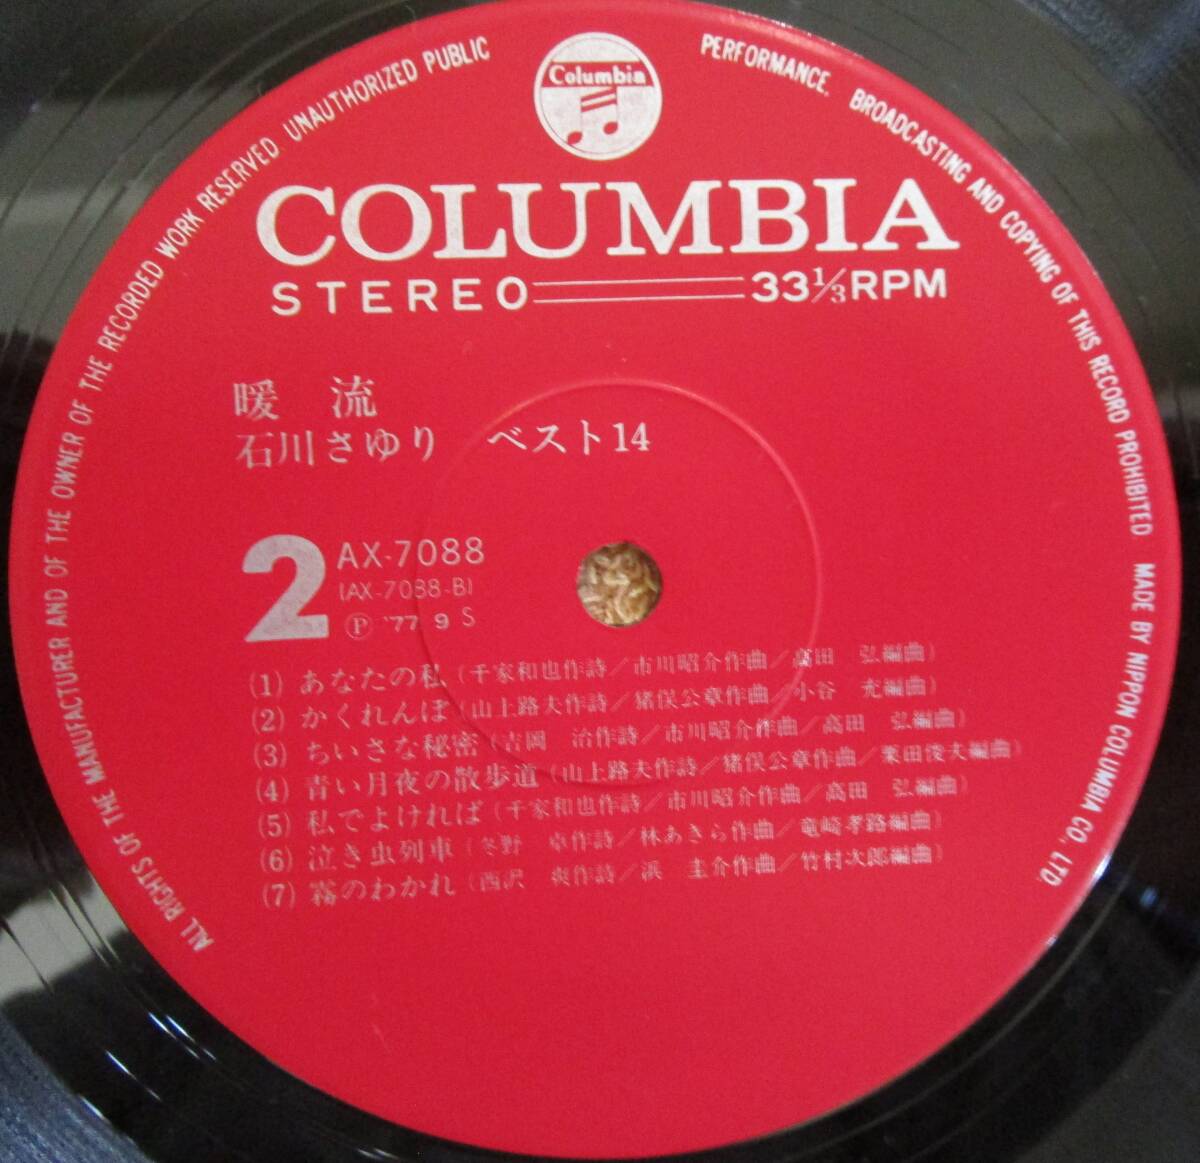 Columbia
COLUMBIA
STEREO 33⅓RPM
暖 流
石川さゆり ベスト14
2
AX-7088
(AX-7088-B)
Ⓟ '77 9 S
(1) あなたの私 (千家和也作詩/市川昭介作曲/高田 弘編曲)
(2) かくれんぼ (山上路夫作詩/猪俣公章作曲/小谷 充編曲)
(3) ちいさな秘密 (吉岡 治作詩/市川昭介作曲/高田 弘編曲)
(4) 青い月夜の散歩道 (山上路夫作詩/猪俣公章作曲/栗田俊夫編曲)
(5) 私でよければ (千家和也作詩/市川昭介作曲/高田 弘編曲)
(6) 泣き虫列車 (冬野 卓作詩/林あきら作曲/竜崎孝路編曲)
(7) 霧のわかれ (西沢 爽作詩/浜 圭介作曲/竹村次郎編曲)
ALL RIGHTS OF THE MANUFACTURER AND OF THE OWNER OF THE RECORDED WORK RESERVED UNAUTHORIZED PUBLIC PERFORMANCE, BROADCASTING AND COPYING OF THIS RECORD PROHIBITED MADE BY NIPPON COLUMBIA CO., LTD.